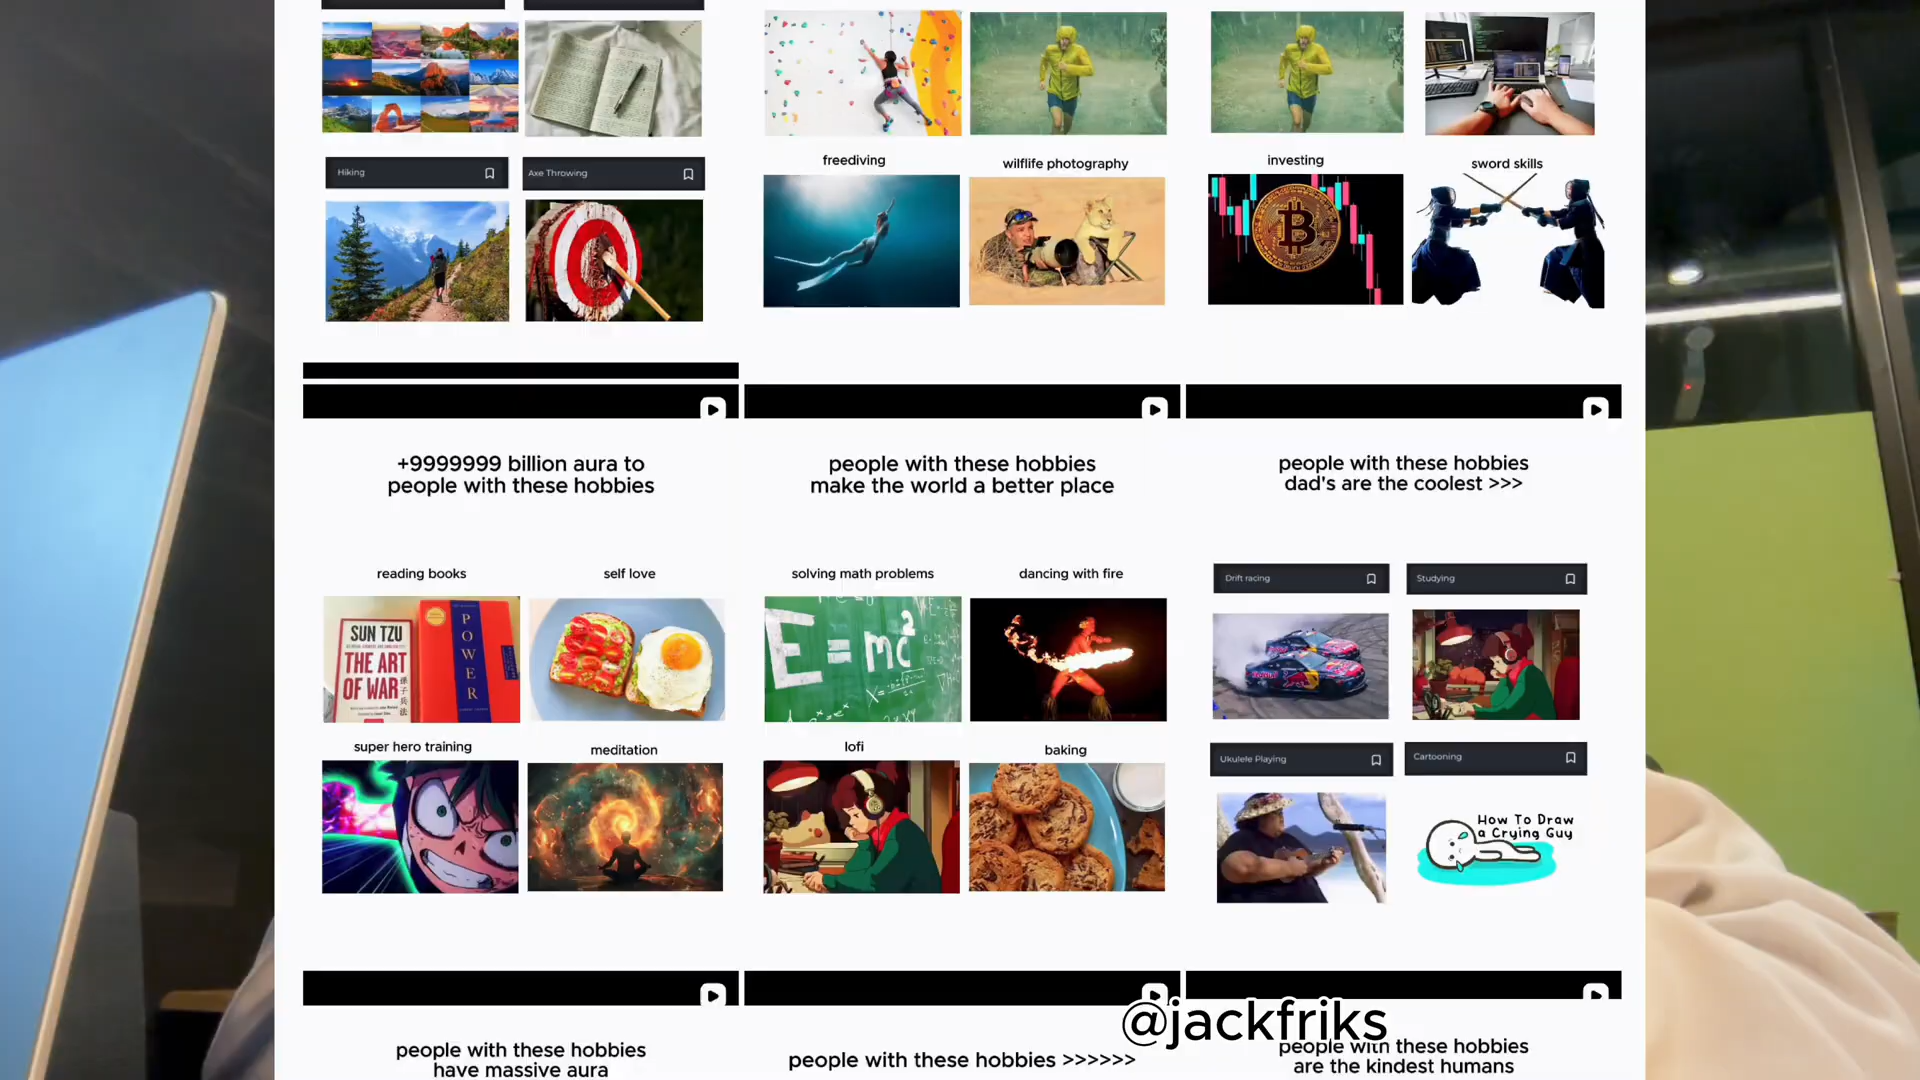 Hiking
Axe Throwing
freediving
wilflife photography
investing
sword skills
+9999999 billion aura to
people with these hobbies
reading books
self love
SUN TZU
THE ART
OF WAR
POWER
super hero training
meditation
people with these hobbies
make the world a better place
solving math problems
dancing with fire
E=mc²
lofi
baking
people with these hobbies
dad's are the coolest >>>
Drift racing
Studying
Ukulele Playing
Cartooning
How To Draw
a Crying Guy
@jackfriks
people with these hobbies
have massive aura
people with these hobbies >>>>>>
people with these hobbies
are the kindest humans